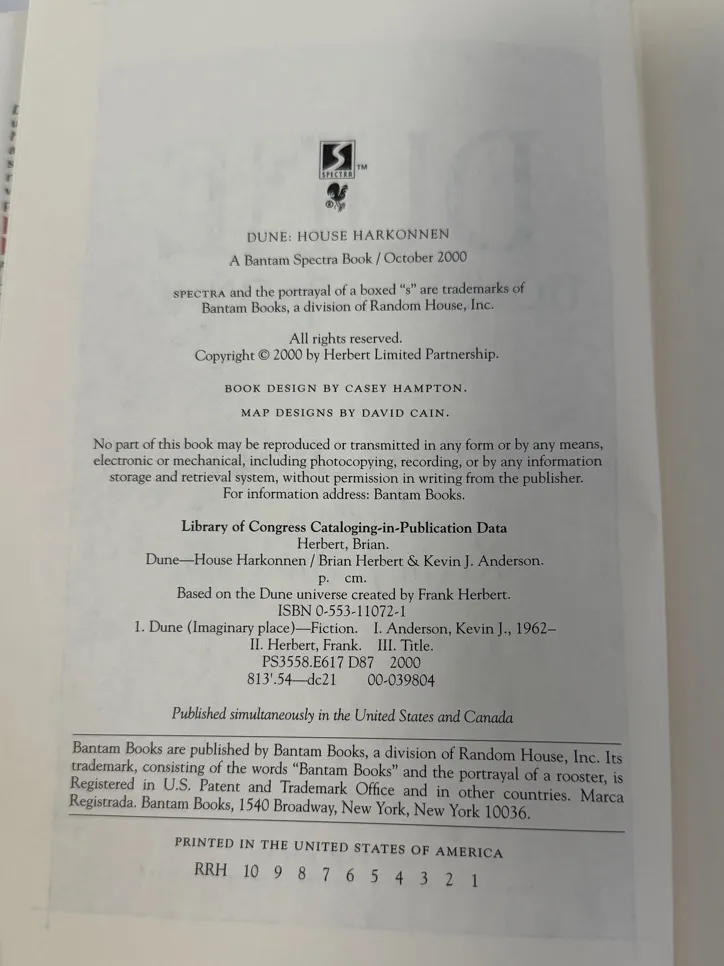 SPECTRA™
®
DUNE: HOUSE HARKONNEN
A Bantam Spectra Book / October 2000
SPECTRA and the portrayal of a boxed “s” are trademarks of
Bantam Books, a division of Random House, Inc.
All rights reserved.
Copyright © 2000 by Herbert Limited Partnership.
BOOK DESIGN BY CASEY HAMPTON.
MAP DESIGNS BY DAVID CAIN.
No part of this book may be reproduced or transmitted in any form or by any means,
electronic or mechanical, including photocopying, recording, or by any information
storage and retrieval system, without permission in writing from the publisher.
For information address: Bantam Books.
Library of Congress Cataloging-in-Publication Data
Herbert, Brian.
Dune—House Harkonnen / Brian Herbert & Kevin J. Anderson.
p. cm.
Based on the Dune universe created by Frank Herbert.
ISBN 0-553-11072-1
1. Dune (Imaginary place)—Fiction. I. Anderson, Kevin J., 1962–
II. Herbert, Frank. III. Title.
PS3558.E617 D87 2000
813'.54—dc21 00-039804
Published simultaneously in the United States and Canada
Bantam Books are published by Bantam Books, a division of Random House, Inc. Its
trademark, consisting of the words “Bantam Books” and the portrayal of a rooster, is
Registered in U.S. Patent and Trademark Office and in other countries. Marca
Registrada. Bantam Books, 1540 Broadway, New York, New York 10036.
PRINTED IN THE UNITED STATES OF AMERICA
RRH 10 9 8 7 6 5 4 3 2 1